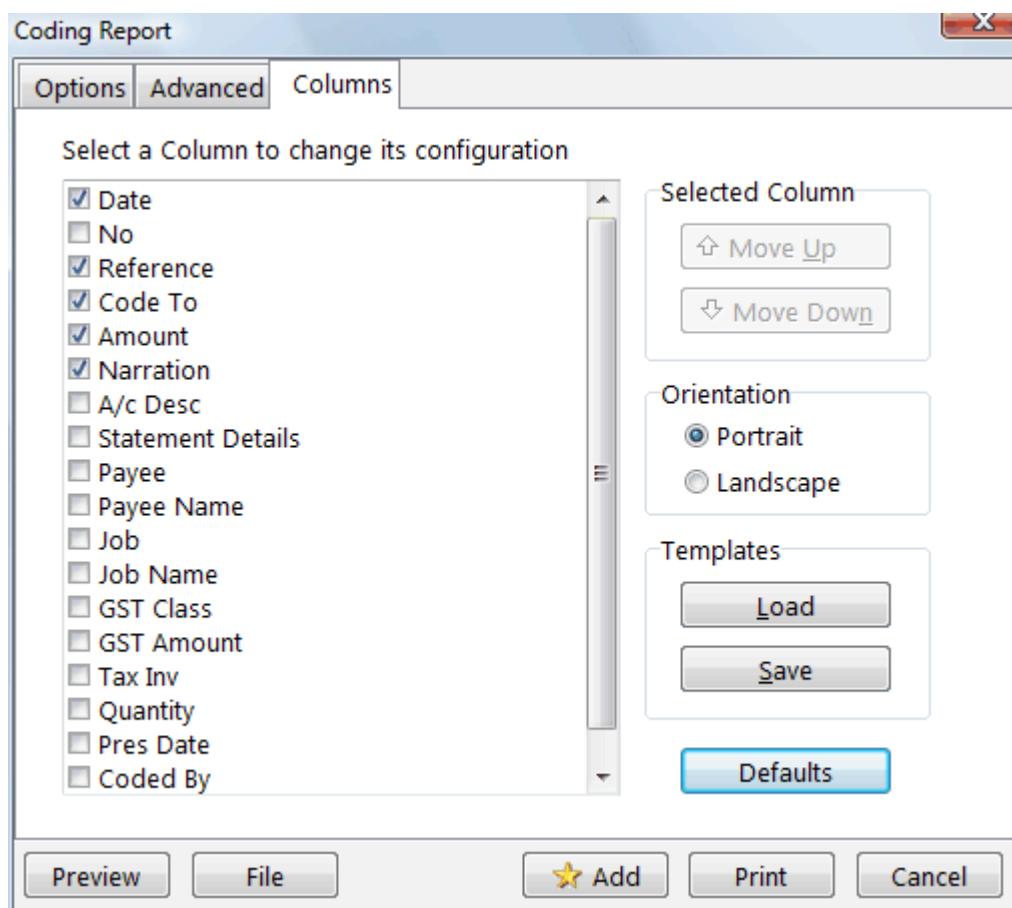 Coding Report
Options Advanced Columns
Select a Column to change its configuration
Date
No
Reference
Code To
Amount
Narration
A/c Desc
Statement Details
Payee
Payee Name
Job
Job Name
GST Class
GST Amount
Tax Inv
Quantity
Pres Date
Coded By
Selected Column
Move Up
Move Down
Orientation
Portrait
Landscape
Templates
Load
Save
Defaults
Preview File Add Print Cancel